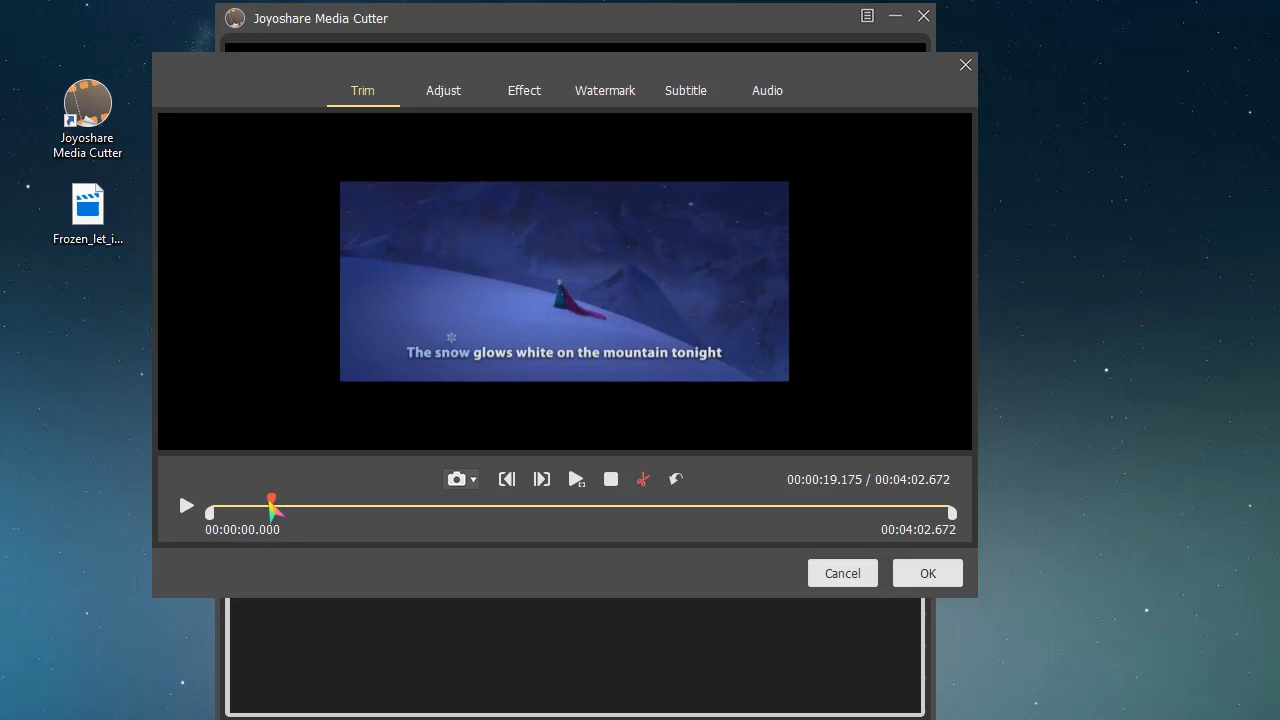 Joyoshare Media Cutter
Trim
Adjust
Effect
Watermark
Subtitle
Audio
Joyoshare
Media Cutter
Frozen_let_i...
The snow glows white on the mountain tonight
00:00:19.175 / 00:04:02.672
00:00:00.000
00:04:02.672
Cancel
OK